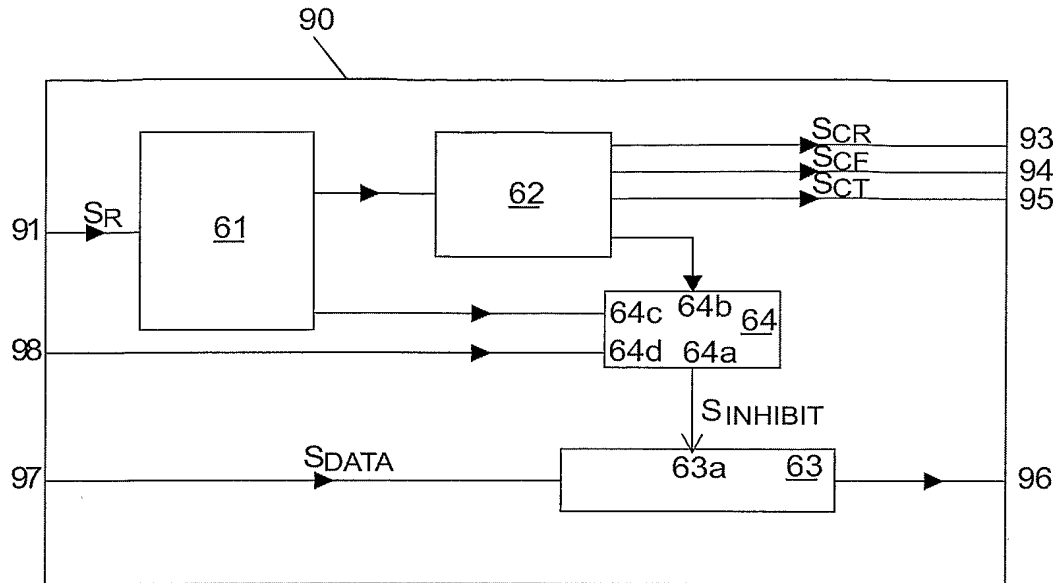 90
SCR
93
SCF
94
SCT
95
62
91
SR
61
64b
64c
64
98
64d
64a
SINHIBIT
97
SDATA
63a
63
96